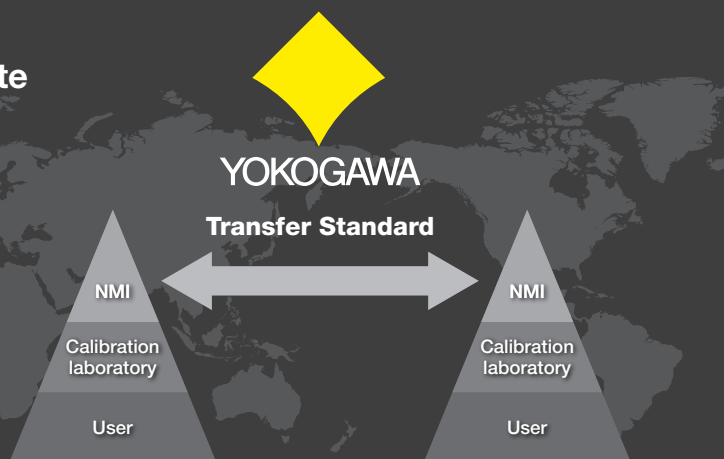 te
YOKOGAWA
Transfer Standard
NMI
Calibration
laboratory
User
NMI
Calibration
laboratory
User